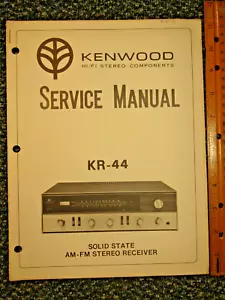 KENWOOD
HI-FI STEREO COMPONENTS
SERVICE MANUAL
KR-44
SOLID STATE
AM-FM STEREO RECEIVER